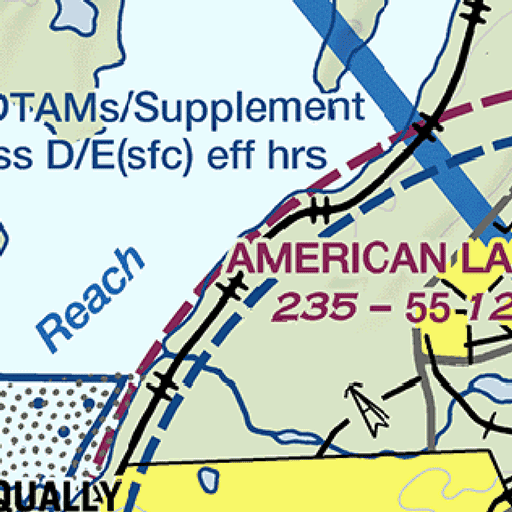 OTAMs/Supplement
ss D/E(sfc) eff hrs
Reach
AMERICAN LA
235 – 55-12
QUALLY